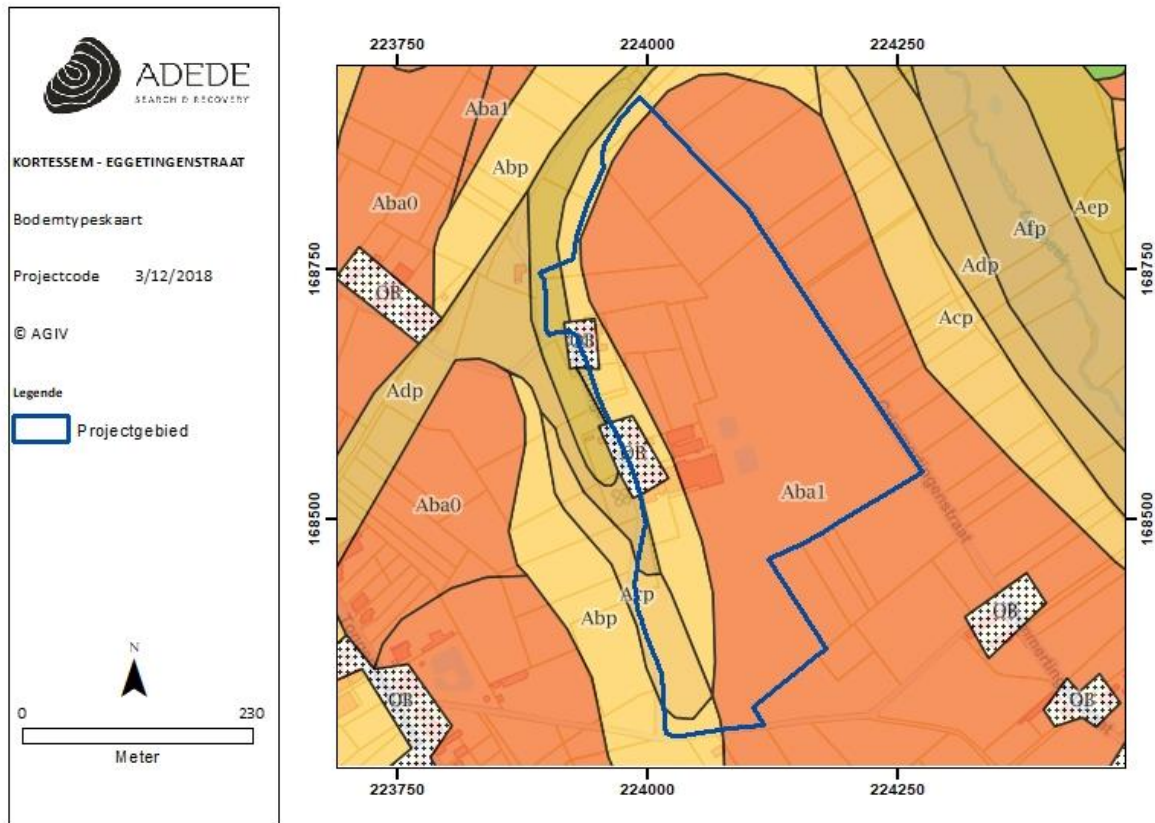 ADEDE
SEARCH & RECOVERY
KORTESSEM - EGGETINGENSTRAAT
Bodemtypeskaart
Projectcode 3/12/2018
© AGIV
Legende
Projectgebied
N
0 230
Meter
223750 224000 224250
168750 168750
168500 168500
223750 224000 224250
Aba1
Abp
Aba0
Aep
Afp
Adp
Acp
OB
OB
Adp
OB
Aba0
Aba1
Abp
Acp
OB
OB
OB